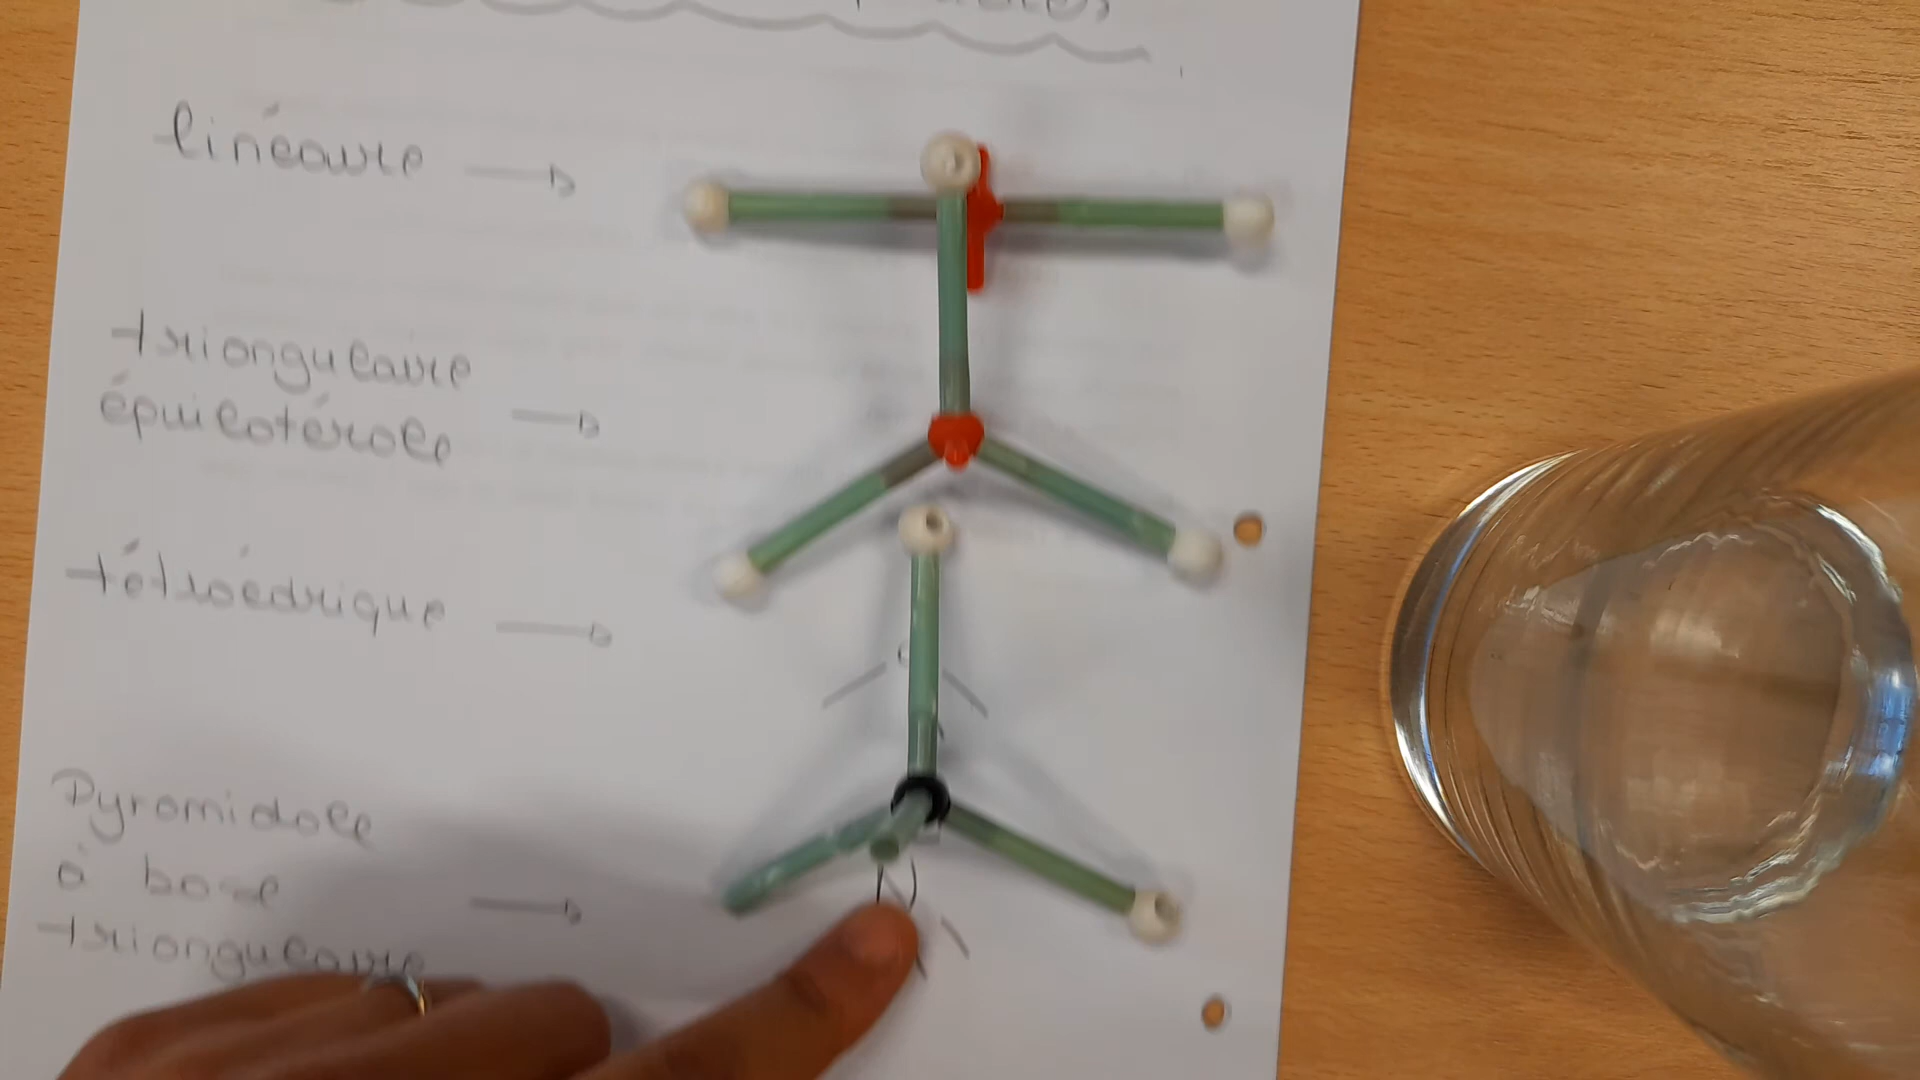 linéaire
triangulaire
équilatérale
tétraédrique
Pyramidale
à base
triangulaire
N